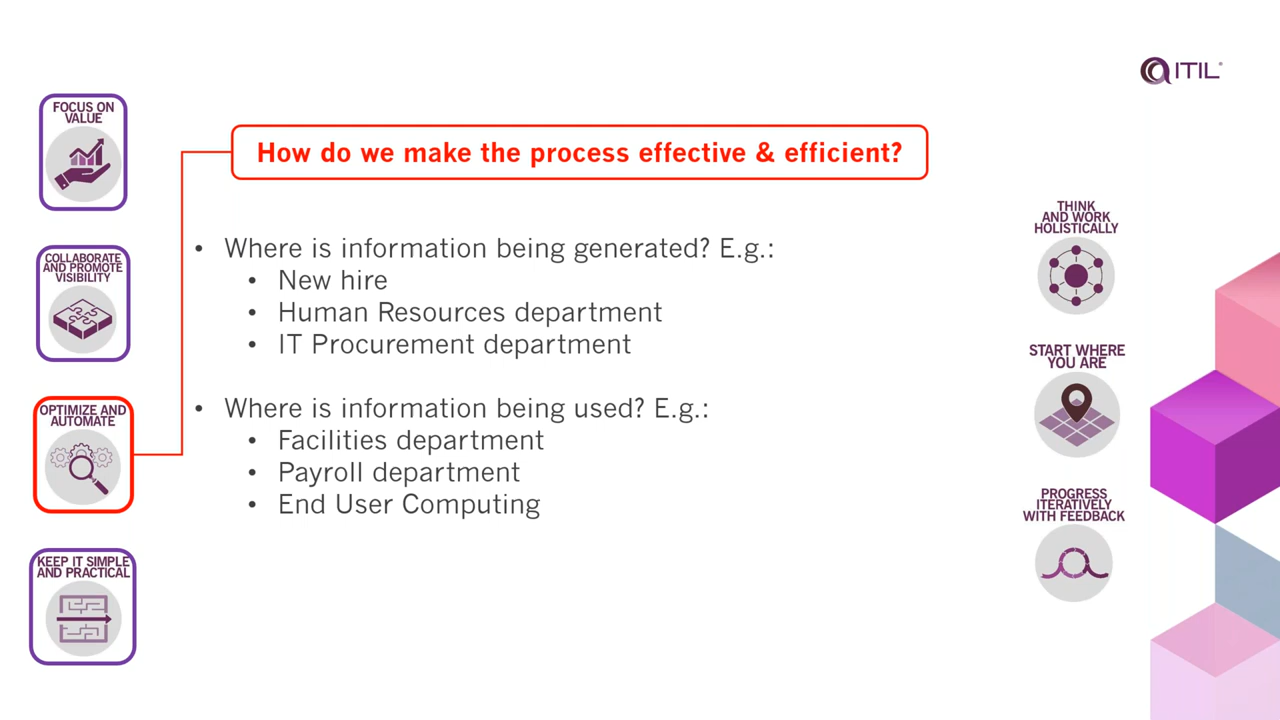 ITIL®
FOCUS ON
VALUE
How do we make the process effective & efficient?
COLLABORATE
AND PROMOTE
VISIBILITY
OPTIMIZE AND
AUTOMATE
KEEP IT SIMPLE
AND PRACTICAL
• Where is information being generated? E.g.:
• New hire
• Human Resources department
• IT Procurement department
• Where is information being used? E.g.:
• Facilities department
• Payroll department
• End User Computing
THINK
AND WORK
HOLISTICALLY
START WHERE
YOU ARE
PROGRESS
ITERATIVELY
WITH FEEDBACK